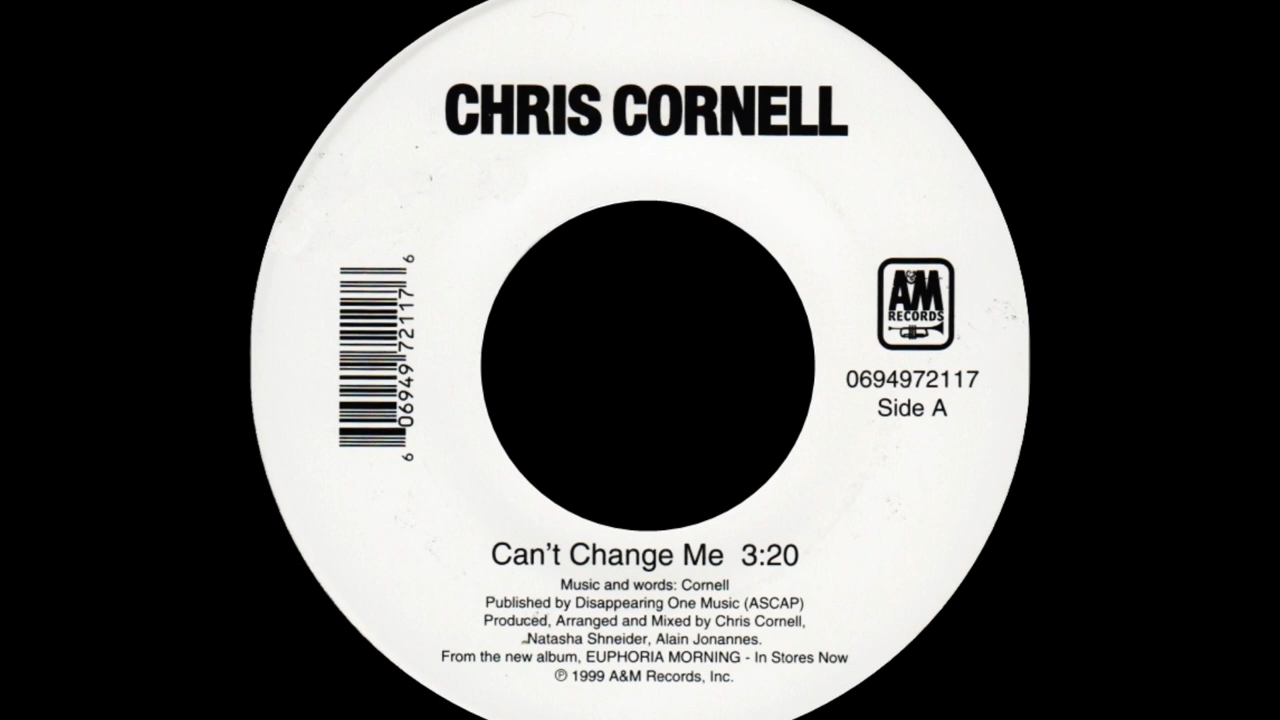 CHRIS CORNELL
6 06949 72117 6
A&M
RECORDS
0694972117
Side A
Can't Change Me 3:20
Music and words: Cornell
Published by Disappearing One Music (ASCAP)
Produced, Arranged and Mixed by Chris Cornell,
Natasha Shneider, Alain Jonannes.
From the new album, EUPHORIA MORNING - In Stores Now
℗ 1999 A&M Records, Inc.